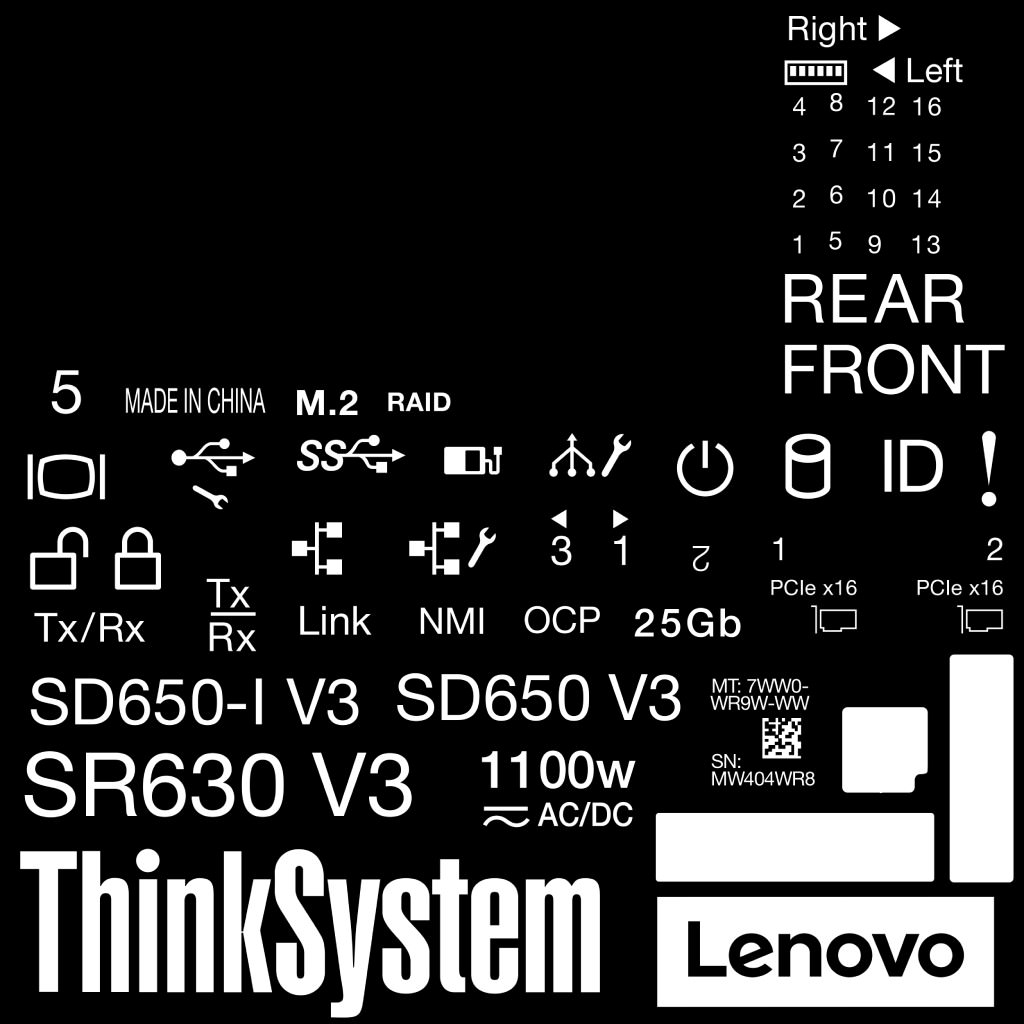 Right
Left
4 8 12 16
3 7 11 15
2 6 10 14
1 5 9 13
REAR
FRONT
5 MADE IN CHINA M.2 RAID
SS ID !
3 1 2 1 2
PCIe x16 PCIe x16
Tx/Rx Tx
Rx
Link NMI OCP 25Gb
SD650-I V3 SD650 V3
MT: 7WW0-
WR9W-WW
SN:
MW404WR8
SR630 V3
1100w
AC/DC
ThinkSystem
Lenovo